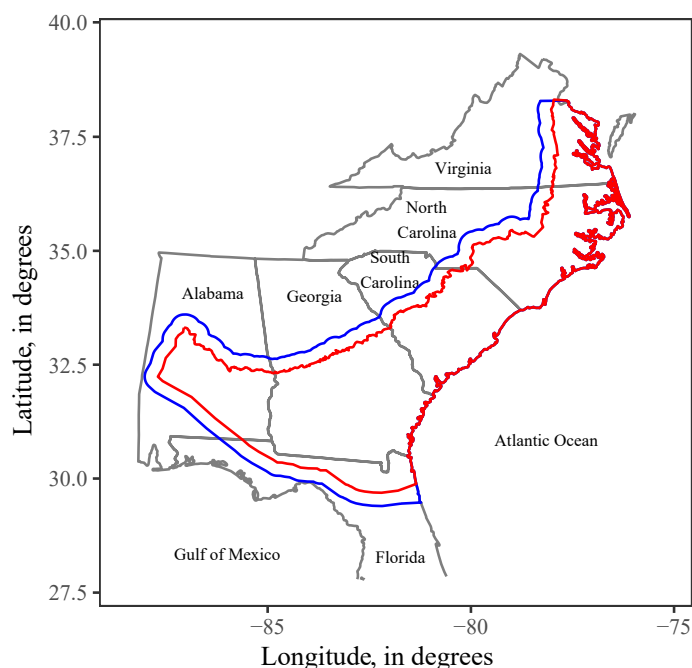 40.0
37.5
35.0
32.5
30.0
27.5
Latitude, in degrees
Virginia
North
Carolina
South
Carolina
Alabama
Georgia
Atlantic Ocean
Gulf of Mexico
Florida
−85
−80
−75
Longitude, in degrees